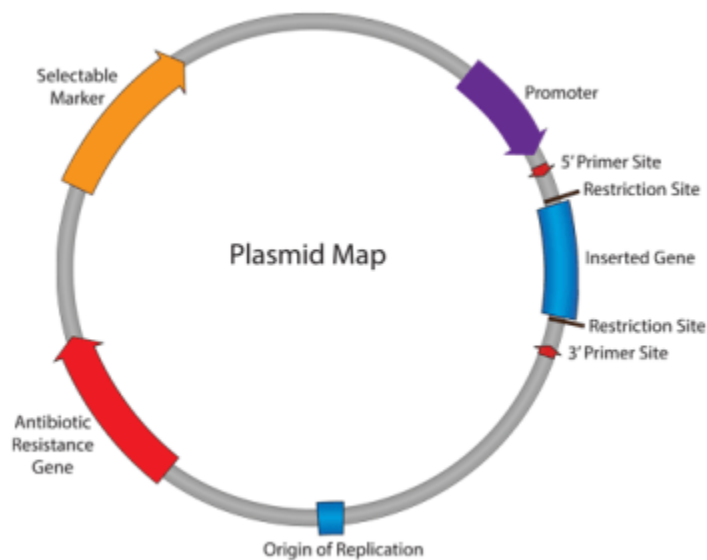 Selectable
Marker
Promoter
5' Primer Site
Restriction Site
Plasmid Map
Inserted Gene
Restriction Site
3' Primer Site
Antibiotic
Resistance
Gene
Origin of Replication